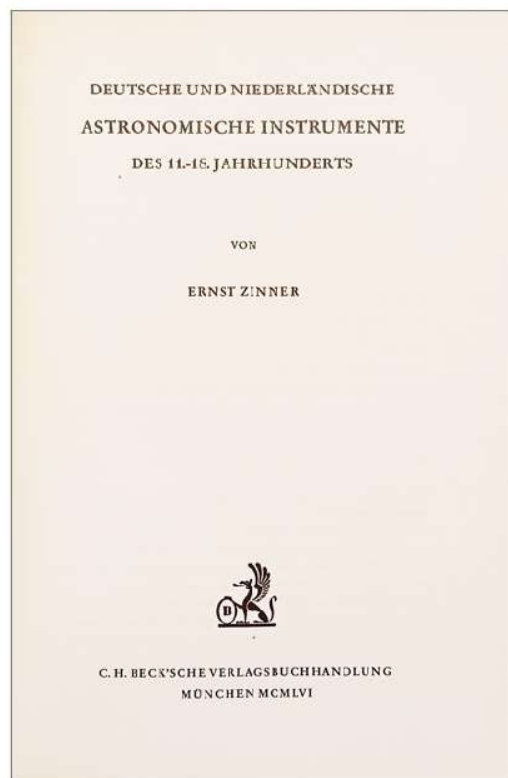 DEUTSCHE UND NIEDERLÄNDISCHE
ASTRONOMISCHE INSTRUMENTE
DES 11.-18. JAHRHUNDERTS
VON
ERNST ZINNER
B
C. H. BECK'SCHE VERLAGSBUCHHANDLUNG
MÜNCHEN MCMLVI